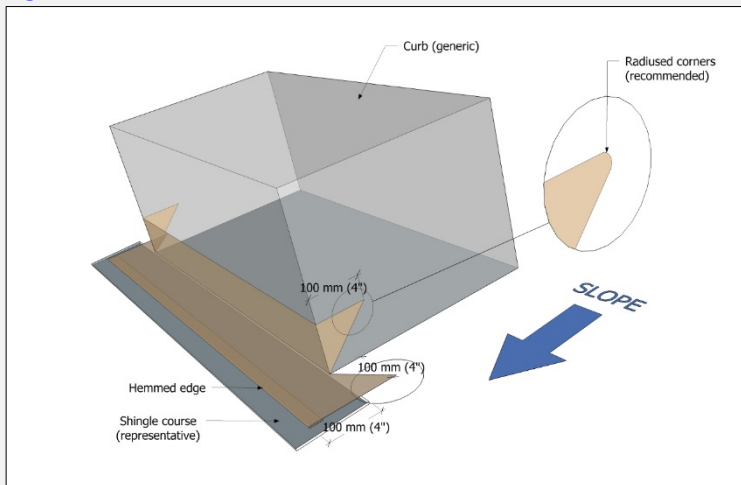 Curb (generic)
Radiused corners
(recommended)
100 mm (4")
SLOPE
100 mm (4")
Hemmed edge
Shingle course
(representative)
100 mm (4")